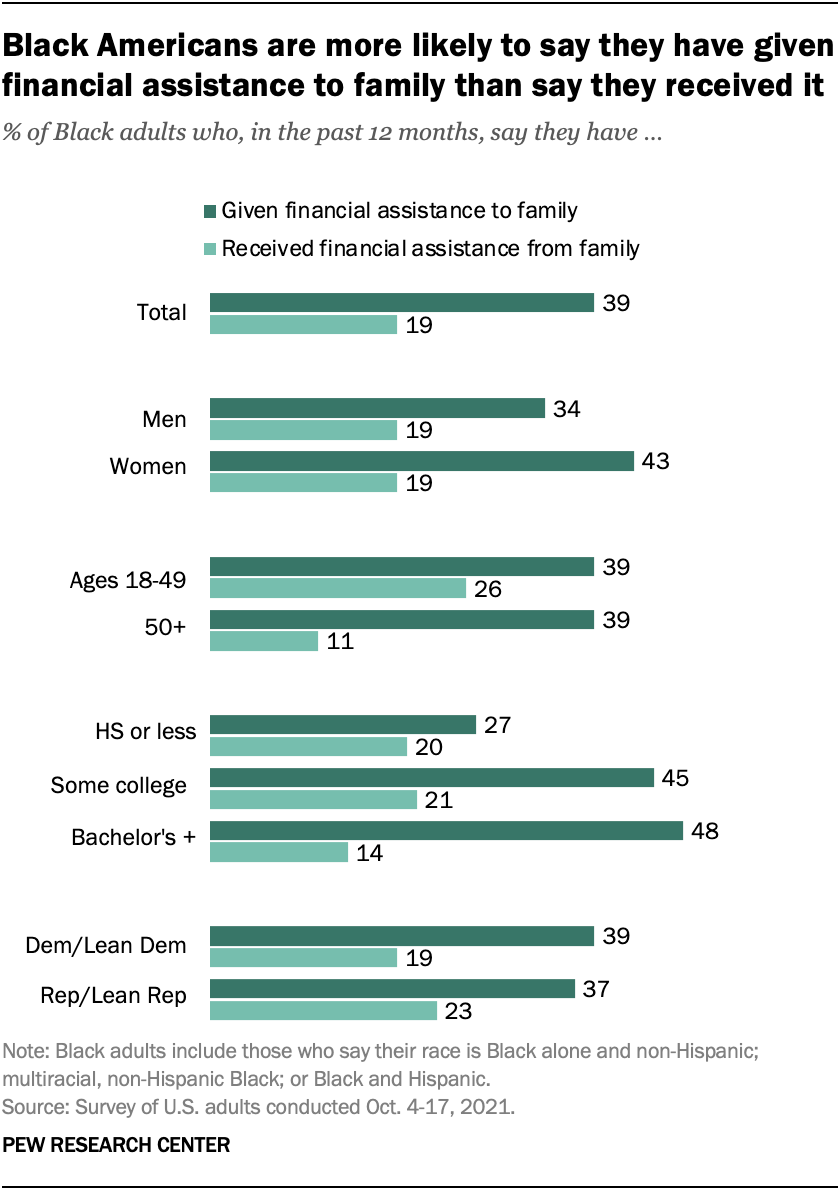 Black Americans are more likely to say they have given
financial assistance to family than say they received it
% of Black adults who, in the past 12 months, say they have ...
Given financial assistance to family
Received financial assistance from family
Total 39
19
Men 34
19
Women 43
19
Ages 18-49 39
26
50+ 39
11
HS or less 27
20
Some college 45
21
Bachelor's + 48
14
Dem/Lean Dem 39
19
Rep/Lean Rep 37
23
Note: Black adults include those who say their race is Black alone and non-Hispanic;
multiracial, non-Hispanic Black; or Black and Hispanic.
Source: Survey of U.S. adults conducted Oct. 4-17, 2021.
PEW RESEARCH CENTER